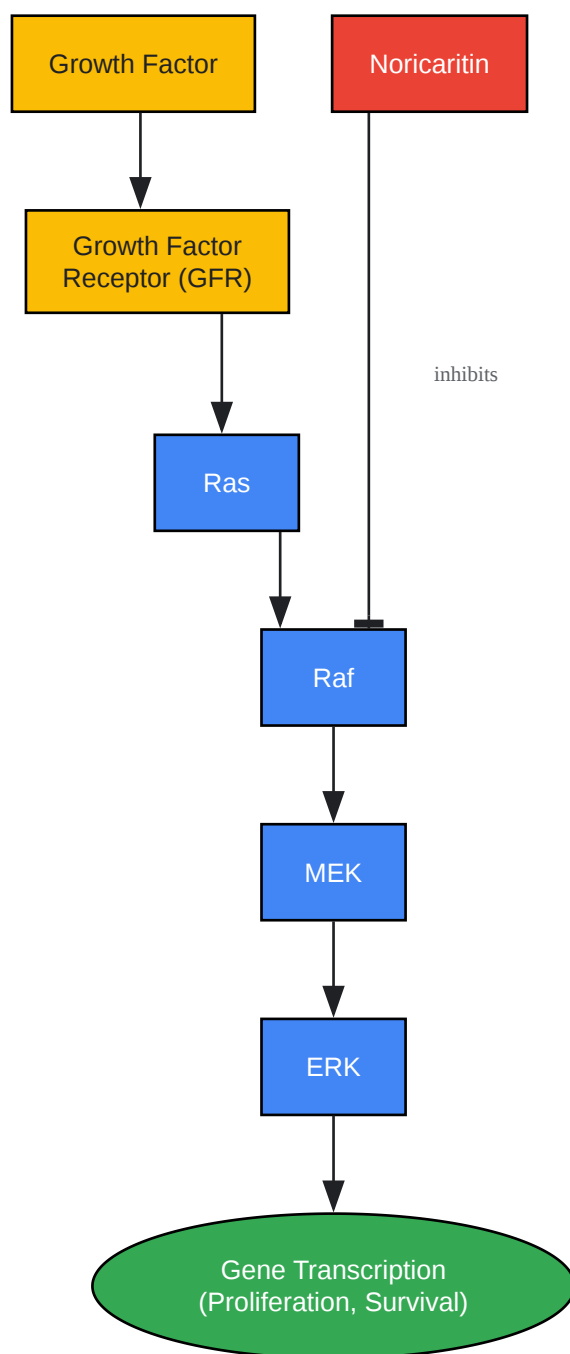 Growth Factor
Noricaritin
Growth Factor
Receptor (GFR)
inhibits
Ras
Raf
MEK
ERK
Gene Transcription
(Proliferation, Survival)